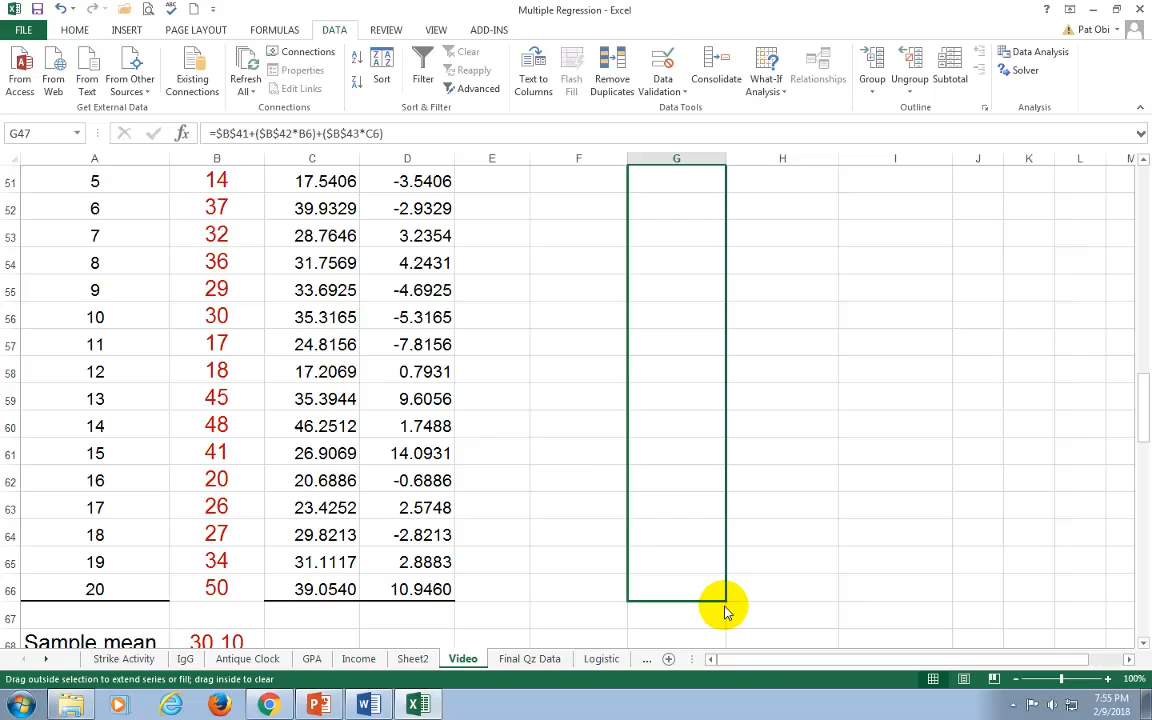 Multiple Regression - Excel
?
FILE HOME INSERT PAGE LAYOUT FORMULAS DATA REVIEW VIEW ADD-INS Pat Obi
From Access
From Web
From Text
From Other Sources
Existing Connections
Get External Data
Refresh All
Connections
Properties
Edit Links
Connections
Sort
Filter
Clear
Reapply
Advanced
Sort & Filter
Text to Columns
Flash Fill
Remove Duplicates
Data Validation
Consolidate
What-If Analysis
Relationships
Data Tools
Group
Ungroup
Subtotal
Outline
Data Analysis
Solver
Analysis
G47 fx =$B$41+($B$42*B6)+($B$43*C6)
A B C D E F G H I J K L M
51 5 14 17.5406 -3.5406
52 6 37 39.9329 -2.9329
53 7 32 28.7646 3.2354
54 8 36 31.7569 4.2431
55 9 29 33.6925 -4.6925
56 10 30 35.3165 -5.3165
57 11 17 24.8156 -7.8156
58 12 18 17.2069 0.7931
59 13 45 35.3944 9.6056
60 14 48 46.2512 1.7488
61 15 41 26.9069 14.0931
62 16 20 20.6886 -0.6886
63 17 26 23.4252 2.5748
64 18 27 29.8213 -2.8213
65 19 34 31.1117 2.8883
66 20 50 39.0540 10.9460
67
68 Sample mean 30.10
Strike Activity IgG Antique Clock GPA Income Sheet2 Video Final Qz Data Logistic ...
Drag outside selection to extend series or fill; drag inside to clear 100%
7:55 PM
2/9/2018